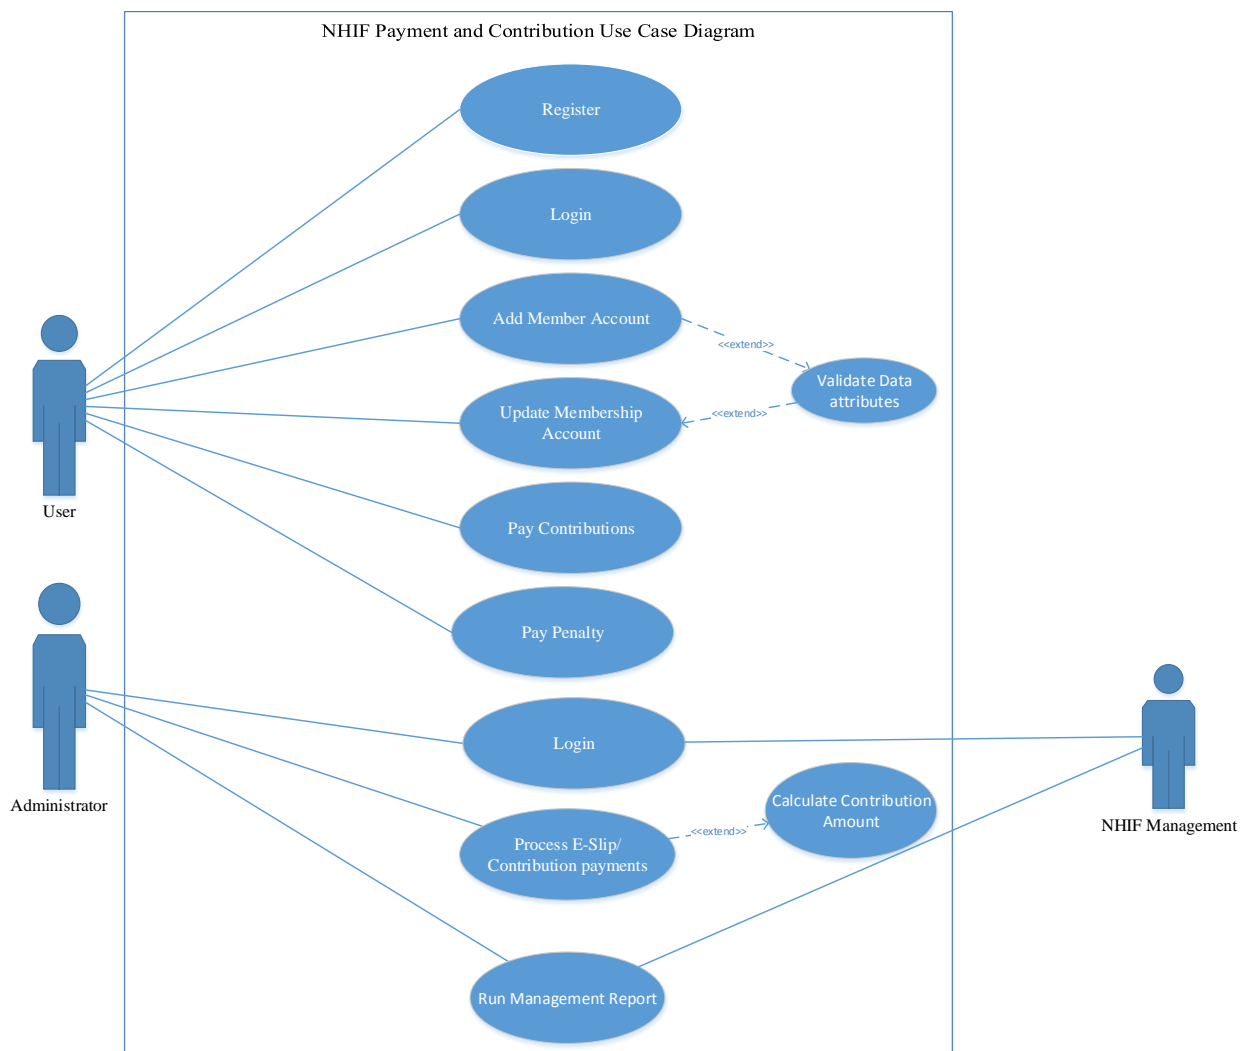 NHIF Payment and Contribution Use Case Diagram
Register
Login
Add Member Account
<<extend>>
Validate Data
attributes
Update Membership
Account
<<extend>>
Pay Contributions
User
Pay Penalty
Login
Administrator
Calculate Contribution
Amount
NHIF Management
<<extend>>
Process E-Slip/
Contribution payments
Run Management Report